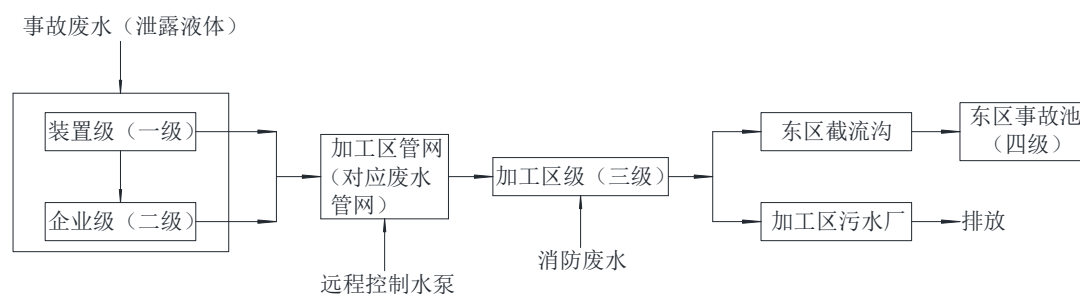 事故废水（泄露液体）
装置级（一级）
企业级（二级）
加工区管网
（对应废水
管网）
远程控制水泵
加工区级（三级）
消防废水
东区截流沟
东区事故池
（四级）
加工区污水厂
排放